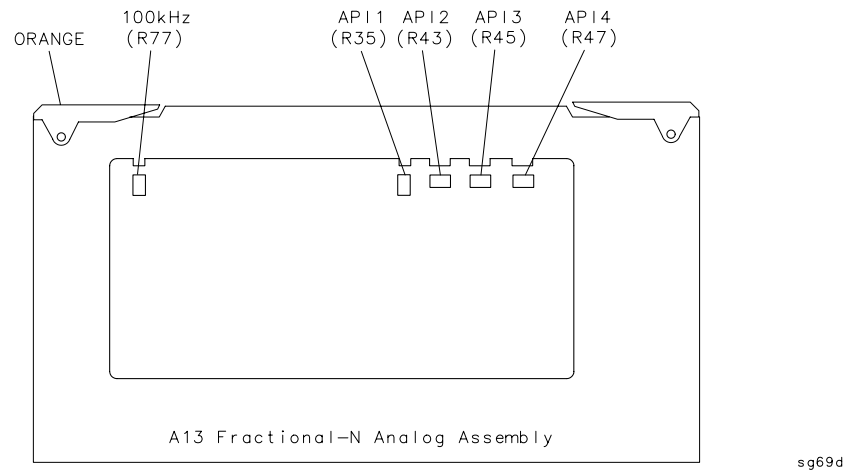 100kHz
(R77)
API1
(R35)
API2
(R43)
API3
(R45)
API4
(R47)
ORANGE
A13 Fractional-N Analog Assembly
sg69d